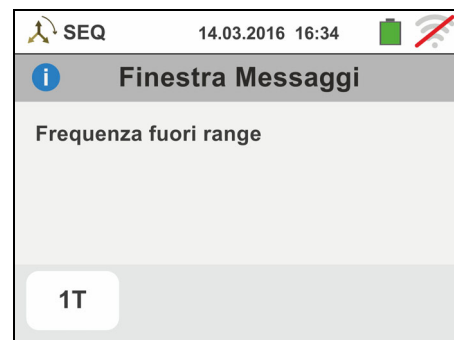 SEQ 14.03.2016 16:34
Finestra Messaggi
Frequenza fuori range
1T